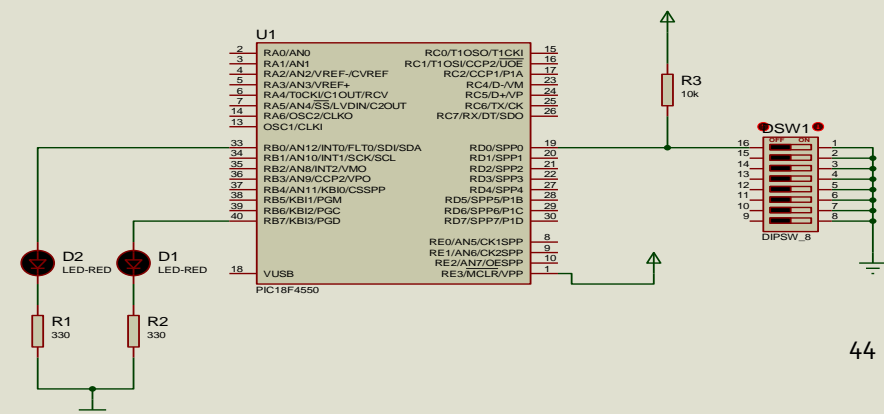 U1
2 RA0/AN0 RC0/T1OSO/T1CKI 15
3 RA1/AN1 RC1/T1OSI/CCP2/UOE 16
4 RA2/AN2/VREF-/CVREF RC2/CCP1/P1A 17
5 RA3/AN3/VREF+ RC4/D-/VM 23
6 RA4/T0CKI/C1OUT/RCV RC5/D+/VP 24
7 RA5/AN4/SS/LVDIN/C2OUT RC6/TX/CK 25
14 RA6/OSC2/CLKO RC7/RX/DT/SDO 26
13 OSC1/CLKI
33 RB0/AN12/INT0/FLT0/SDI/SDA RD0/SPP0 19
34 RB1/AN10/INT1/SCK/SCL RD1/SPP1 20
35 RB2/AN8/INT2/VMO RD2/SPP2 21
36 RB3/AN9/CCP2/VPO RD3/SPP3 22
37 RB4/AN11/KBI0/CSSPP RD4/SPP4 27
38 RB5/KBI1/PGM RD5/SPP5/P1B 28
39 RB6/KBI2/PGC RD6/SPP6/P1C 29
40 RB7/KBI3/PGD RD7/SPP7/P1D 30
RE0/AN5/CK1SPP 8
RE1/AN6/CK2SPP 9
RE2/AN7/OESPP 10
18 VUSB RE3/MCLR/VPP 1
PIC18F4550
R3
10k
DSW1
OFF ON
16 1
15 2
14 3
13 4
12 5
11 6
10 7
9 8
DIPSW_8
D2
LED-RED
D1
LED-RED
R1
330
R2
330
44